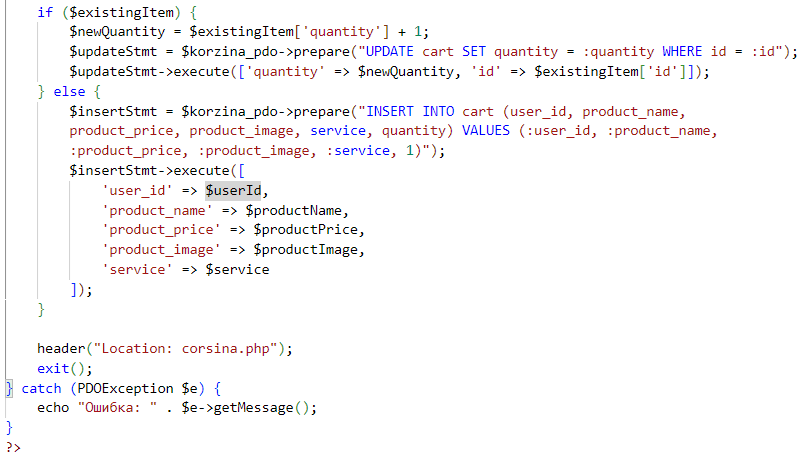 if ($existingItem) {
$newQuantity = $existingItem['quantity'] + 1;
$updateStmt = $korzina_pdo->prepare("UPDATE cart SET quantity = :quantity WHERE id = :id");
$updateStmt->execute(['quantity' => $newQuantity, 'id' => $existingItem['id']]);
} else {
$insertStmt = $korzina_pdo->prepare("INSERT INTO cart (user_id, product_name,
product_price, product_image, service, quantity) VALUES (:user_id, :product_name,
:product_price, :product_image, :service, 1)");
$insertStmt->execute([
'user_id' => $userId,
'product_name' => $productName,
'product_price' => $productPrice,
'product_image' => $productImage,
'service' => $service
]);
}
header("Location: corsina.php");
exit();
} catch (PDOException $e) {
echo "Ошибка: " . $e->getMessage();
}
?>